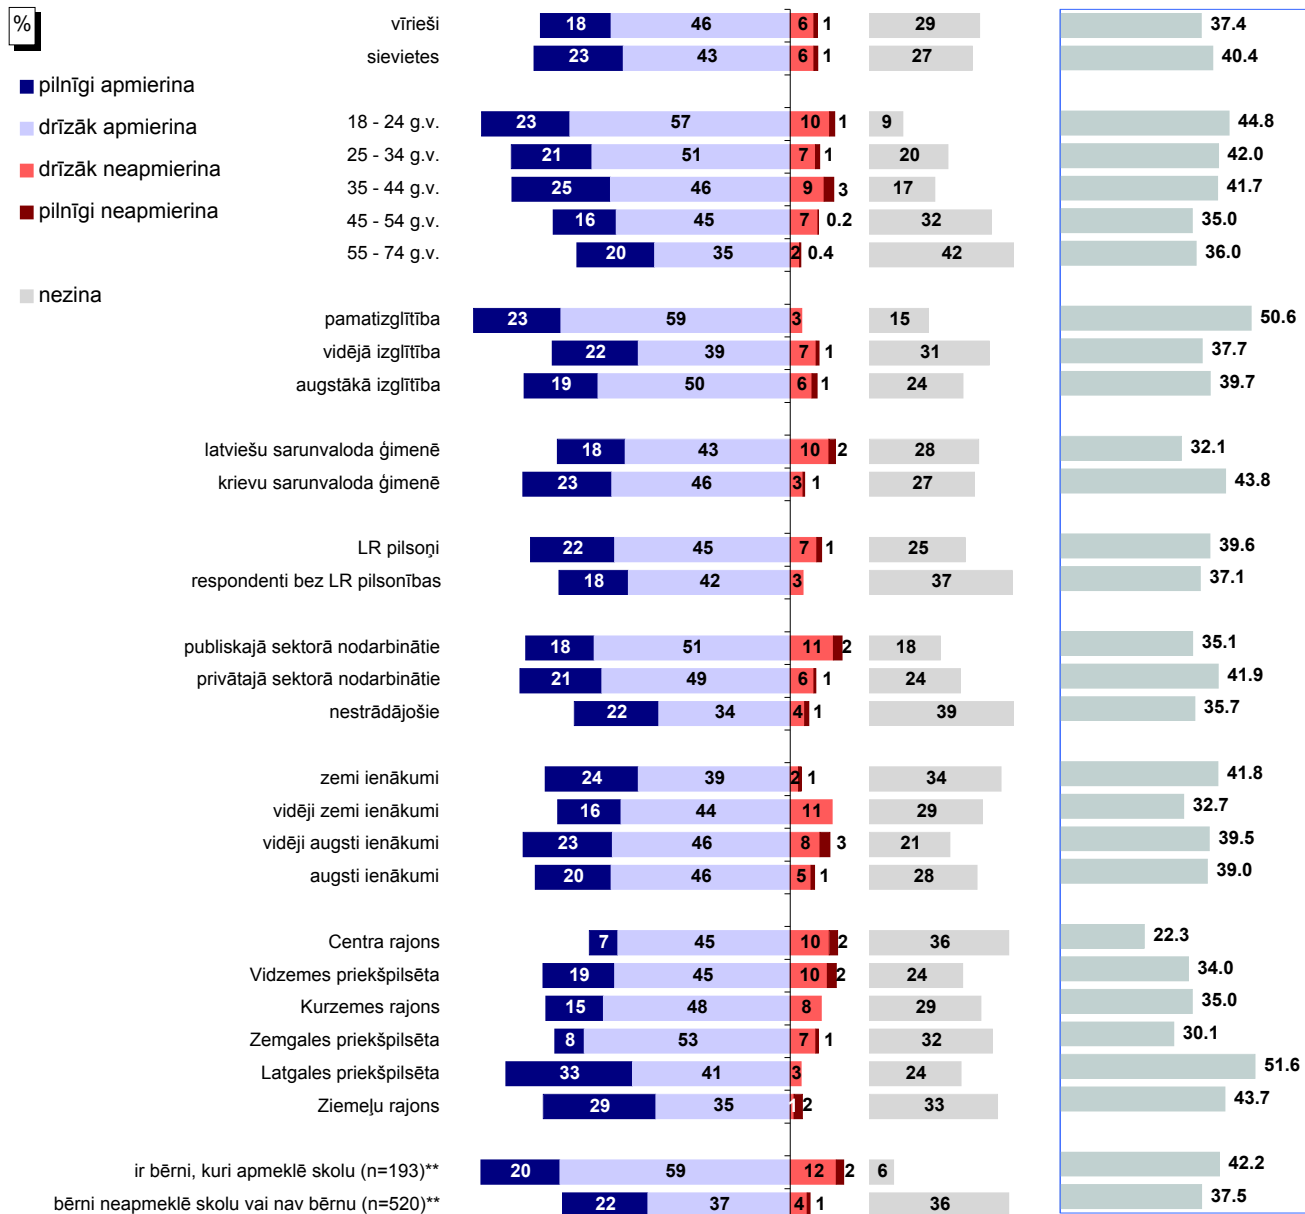 %
pilnīgi apmierina
drīzāk apmierina
drīzāk neapmierina
pilnīgi neapmierina
nezina
vīrieši 18 46 6 1 29 37.4
sievietes 23 43 6 1 27 40.4
18 - 24 g.v. 23 57 10 1 9 44.8
25 - 34 g.v. 21 51 7 1 20 42.0
35 - 44 g.v. 25 46 9 3 17 41.7
45 - 54 g.v. 16 45 7 0.2 32 35.0
55 - 74 g.v. 20 35 2 0.4 42 36.0
pamatizglītība 23 59 3 15 50.6
vidējā izglītība 22 39 7 1 31 37.7
augstākā izglītība 19 50 6 1 24 39.7
latviešu sarunvaloda ģimenē 18 43 10 2 28 32.1
krievu sarunvaloda ģimenē 23 46 3 1 27 43.8
LR pilsoņi 22 45 7 1 25 39.6
respondenti bez LR pilsonības 18 42 3 37 37.1
publiskajā sektorā nodarbinātie 18 51 11 2 18 35.1
privātajā sektorā nodarbinātie 21 49 6 1 24 41.9
nestrādājošie 22 34 4 1 39 35.7
zemi ienākumi 24 39 2 1 34 41.8
vidēji zemi ienākumi 16 44 11 29 32.7
vidēji augsti ienākumi 23 46 8 3 21 39.5
augsti ienākumi 20 46 5 1 28 39.0
Centra rajons 7 45 10 2 36 22.3
Vidzemes priekšpilsēta 19 45 10 2 24 34.0
Kurzemes rajons 15 48 8 29 35.0
Zemgales priekšpilsēta 8 53 7 1 32 30.1
Latgales priekšpilsēta 33 41 3 24 51.6
Ziemeļu rajons 29 35 1 2 33 43.7
ir bērni, kuri apmeklē skolu (n=193)** 20 59 12 2 6 42.2
bērni neapmeklē skolu vai nav bērnu (n=520)** 22 37 4 1 36 37.5